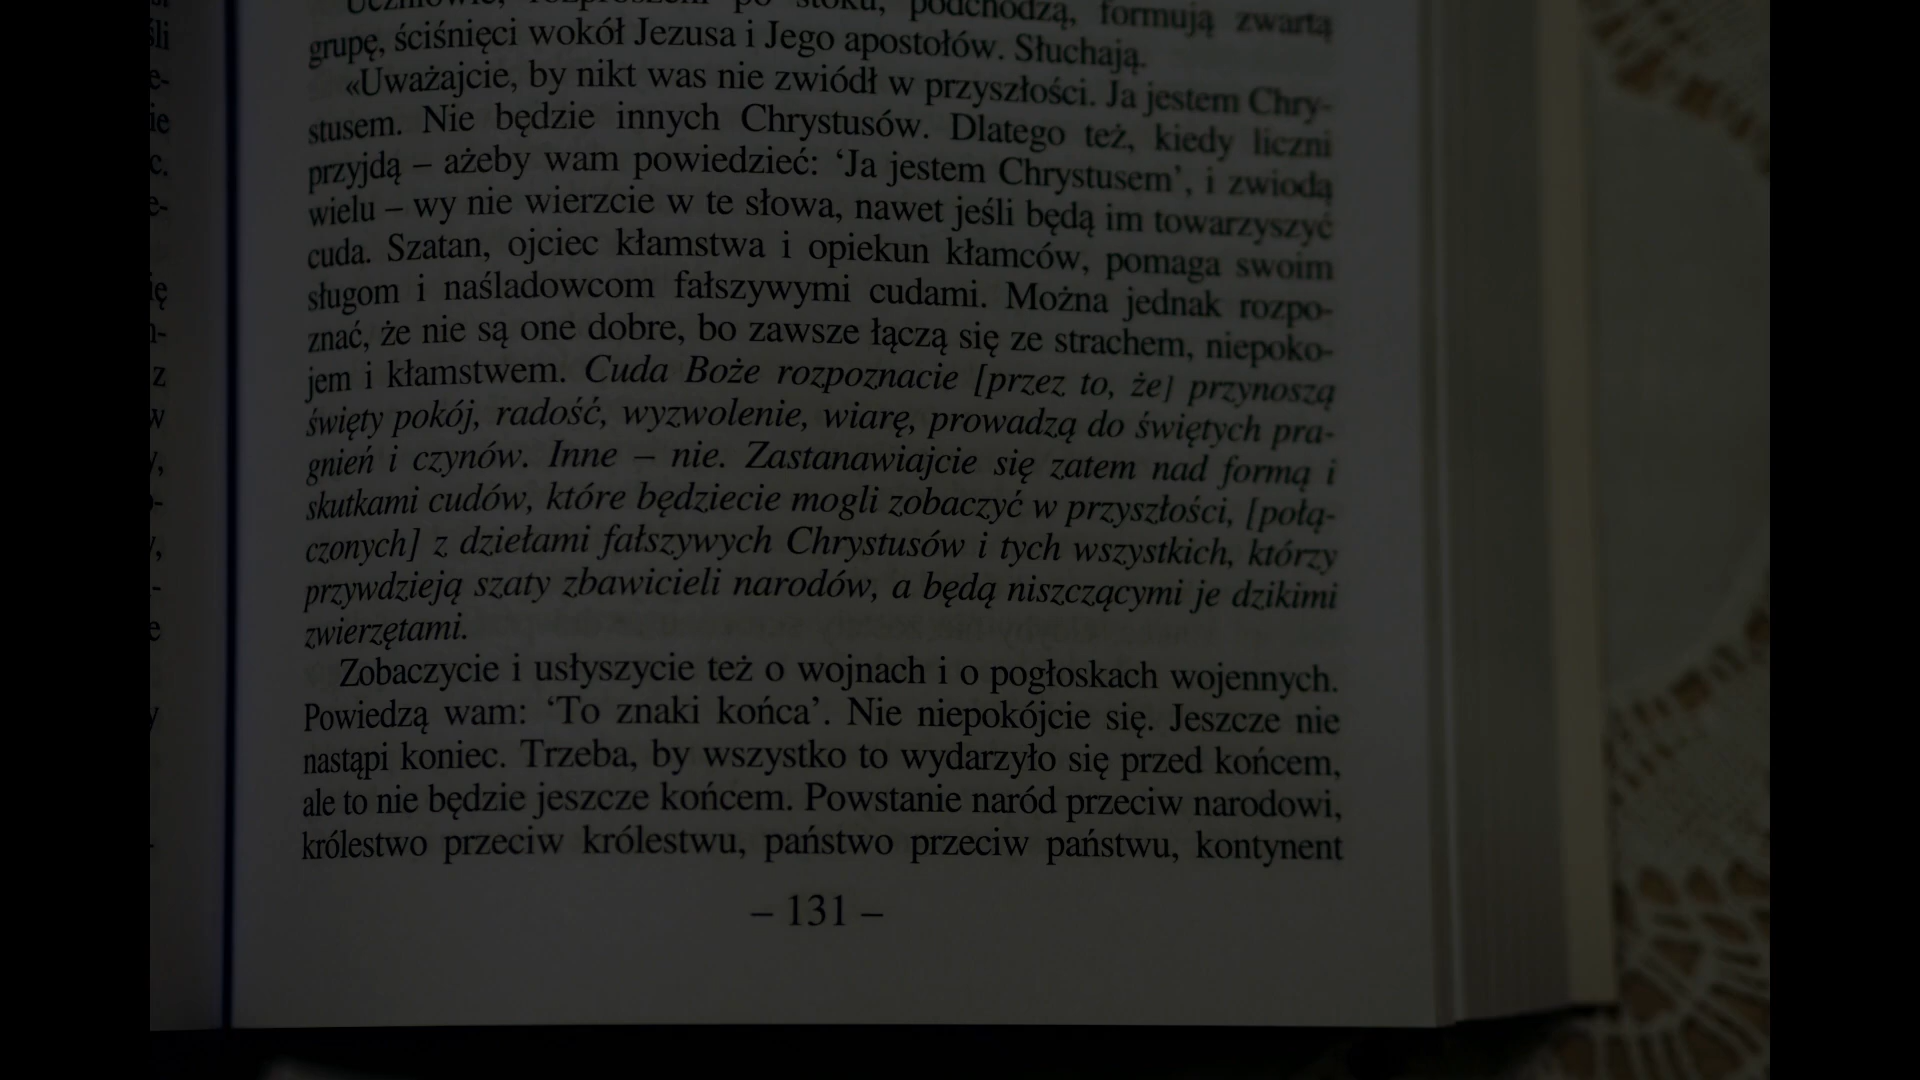 Uczniowie, rozproszeni po stoku, podchodzą, formują zwartą
grupę, ściśnięci wokół Jezusa i Jego apostołów. Słuchają.
«Uważajcie, by nikt was nie zwiódł w przyszłości. Ja jestem Chry-
stusem. Nie będzie innych Chrystusów. Dlatego też, kiedy liczni
przyjdą – ażeby wam powiedzieć: ‘Ja jestem Chrystusem’, i zwiodą
wielu – wy nie wierzcie w te słowa, nawet jeśli będą im towarzyszyć
cuda. Szatan, ojciec kłamstwa i opiekun kłamców, pomaga swoim
sługom i naśladowcom fałszywymi cudami. Można jednak rozpo-
znać, że nie są one dobre, bo zawsze łączą się ze strachem, niepoko-
jem i kłamstwem. Cuda Boże rozpoznacie [przez to, że] przynoszą
święty pokój, radość, wyzwolenie, wiarę, prowadzą do świętych pra-
gnień i czynów. Inne – nie. Zastanawiajcie się zatem nad formą i
skutkami cudów, które będziecie mogli zobaczyć w przyszłości, [połą-
czonych] z dziełami fałszywych Chrystusów i tych wszystkich, którzy
przywdzieją szaty zbawicieli narodów, a będą niszczącymi je dzikimi
zwierzętami.
Zobaczycie i usłyszycie też o wojnach i o pogłoskach wojennych.
Powiedzą wam: ‘To znaki końca’. Nie niepokójcie się. Jeszcze nie
nastąpi koniec. Trzeba, by wszystko to wydarzyło się przed końcem,
ale to nie będzie jeszcze końcem. Powstanie naród przeciw narodowi,
królestwo przeciw królestwu, państwo przeciw państwu, kontynent
– 131 –